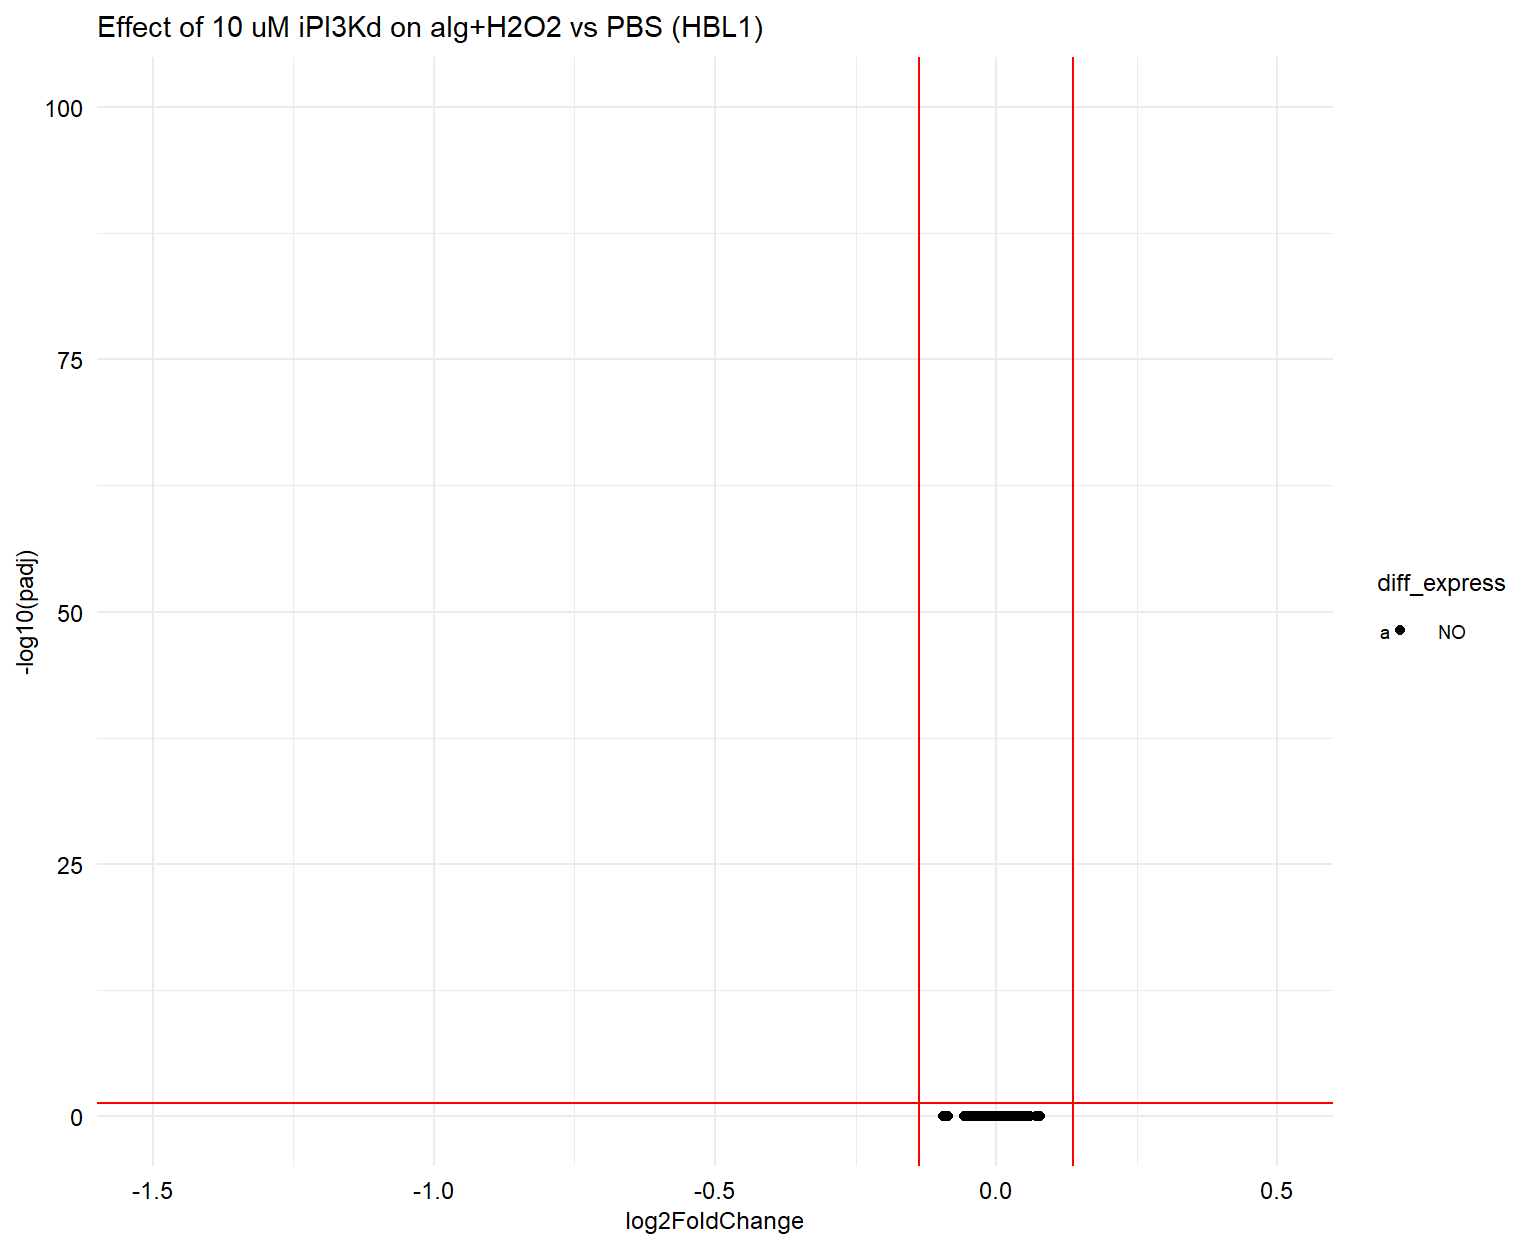 Effect of 10 uM iPI3Kd on aIg+H2O2 vs PBS (HBL1)
100
75
50
25
0
-log10(padj)
-1.5
-1.0
-0.5
0.0
0.5
log2FoldChange
diff_express
a NO